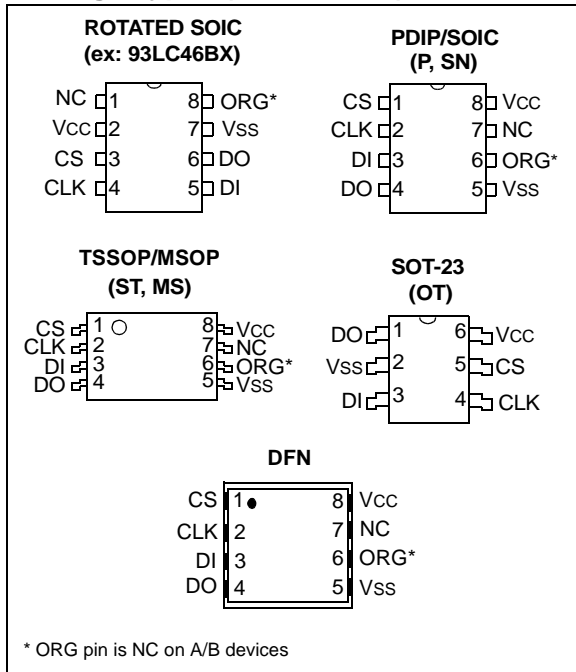 ROTATED SOIC
(ex: 93LC46BX)
NC 1 8 ORG*
VCC 2 7 VSS
CS 3 6 DO
CLK 4 5 DI
PDIP/SOIC
(P, SN)
CS 1 8 VCC
CLK 2 7 NC
DI 3 6 ORG*
DO 4 5 VSS
TSSOP/MSOP
(ST, MS)
CS 1 8 VCC
CLK 2 7 NC
DI 3 6 ORG*
DO 4 5 VSS
SOT-23
(OT)
DO 1 6 VCC
VSS 2 5 CS
DI 3 4 CLK
DFN
CS 1 8 VCC
CLK 2 7 NC
DI 3 6 ORG*
DO 4 5 VSS
* ORG pin is NC on A/B devices